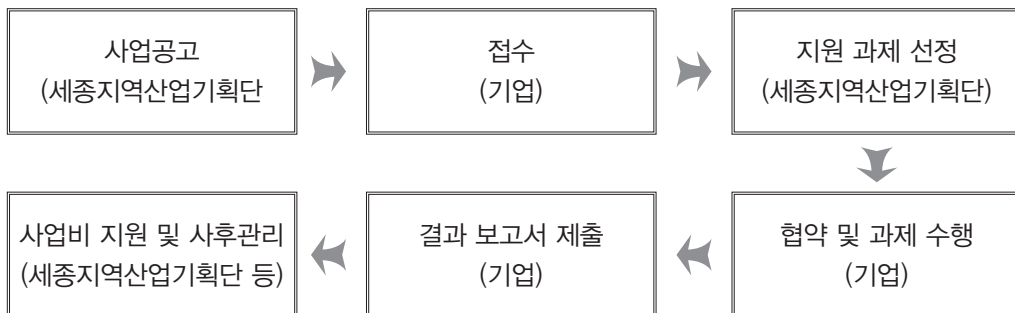 사업공고
(세종지역산업기획단
접수
(기업)
지원 과제 선정
(세종지역산업기획단)
협약 및 과제 수행
(기업)
결과 보고서 제출
(기업)
사업비 지원 및 사후관리
(세종지역산업기획단 등)